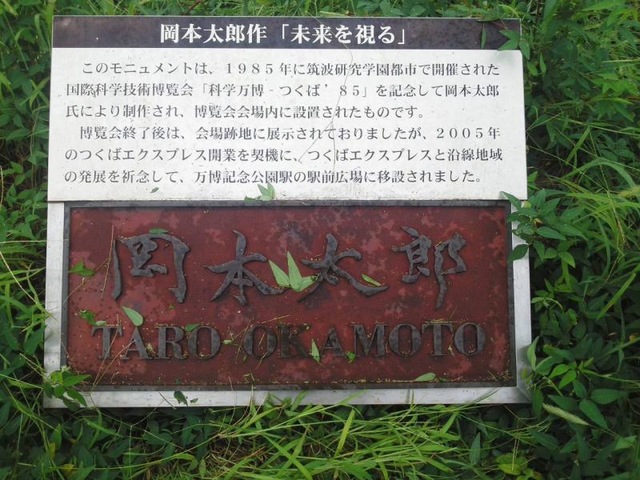 岡本太郎作「未来を視る」
このモニュメントは、1985年に筑波研究学園都市で開催された
国際科学技術博覧会「科学万博‐つくば’85」を記念して岡本太郎
氏により制作され、博覧会会場内に設置されたものです。
博覧会終了後は、会場跡地に展示されておりましたが、2005年
のつくばエクスプレス開業を契機に、つくばエクスプレスと沿線地域
の発展を祈念して、万博記念公園駅の駅前広場に移設されました。
岡本太郎
TARO OKAMOTO